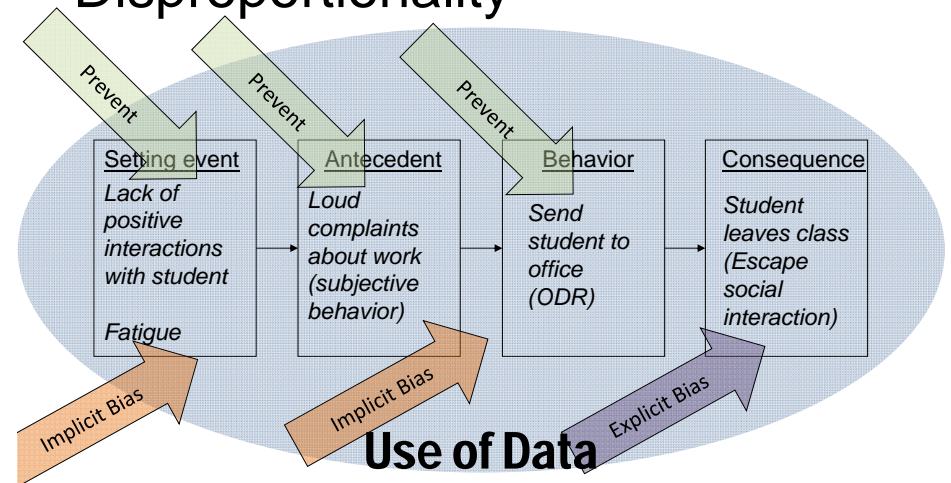 Disproportionality
Prevent
Prevent
Prevent
Setting event
Lack of
positive
interactions
with student
Fatigue
Antecedent
Loud
complaints
about work
(subjective
behavior)
Behavior
Send
student to
office
(ODR)
Consequence
Student
leaves class
(Escape
social
interaction)
Implicit Bias
Implicit Bias
Explicit Bias
Use of Data